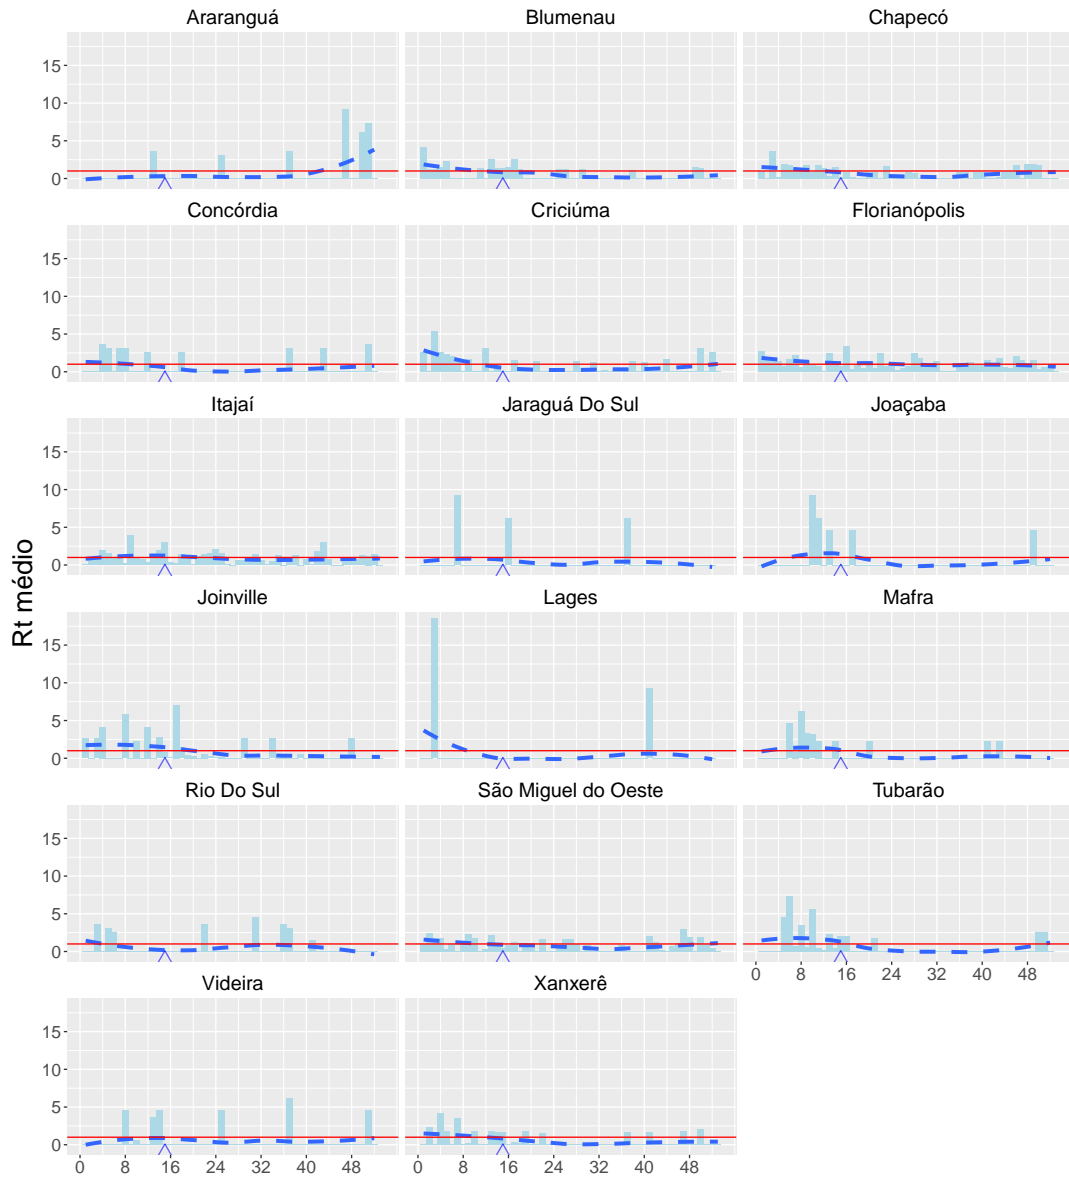 Araranguá Blumenau Chapecó
15
10
5
0
Concórdia Criciúma Florianópolis
15
10
5
0
Itajaí Jaraguá Do Sul Joaçaba
15
10
5
0
Rt médio
Joinville Lages Mafra
15
10
5
0
Rio Do Sul São Miguel do Oeste Tubarão
15
10
5
0
0 8 16 24 32 40 48
Videira Xanxerê
15
10
5
0
0 8 16 24 32 40 48 0 8 16 24 32 40 48